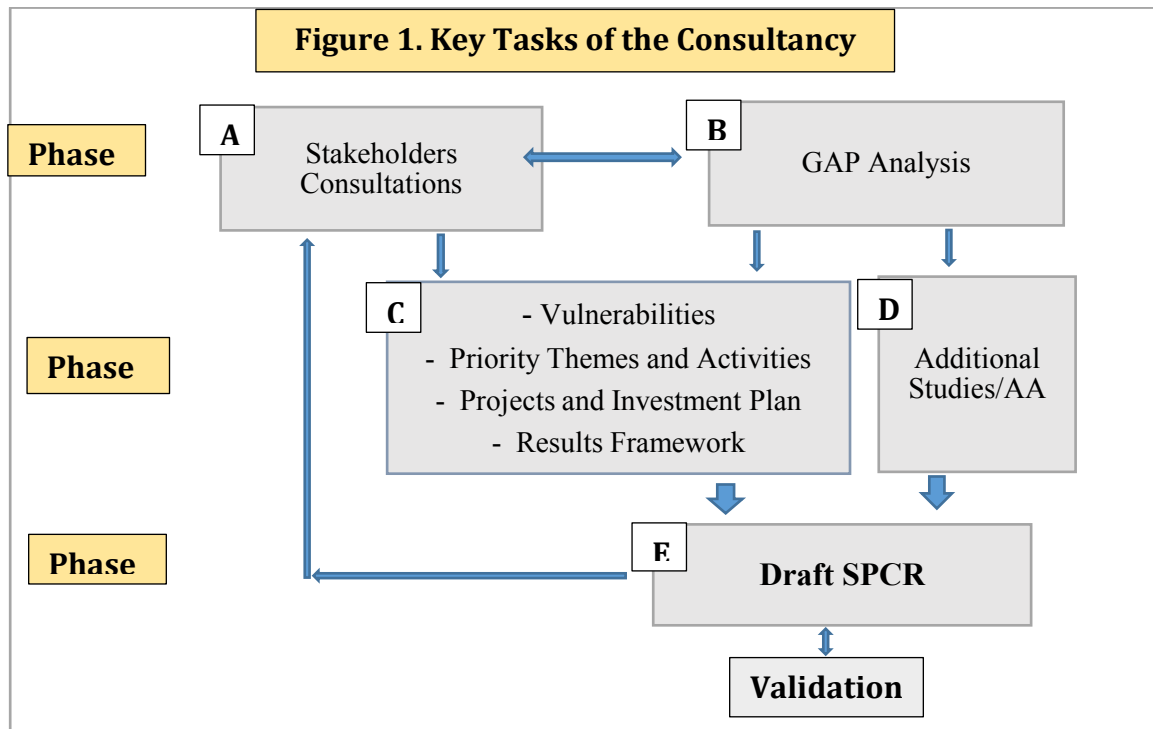 Figure 1. Key Tasks of the Consultancy
Phase
A
Stakeholders
Consultations
B
GAP Analysis
Phase
C
- Vulnerabilities
- Priority Themes and Activities
- Projects and Investment Plan
- Results Framework
D
Additional
Studies/AA
Phase
E
Draft SPCR
Validation